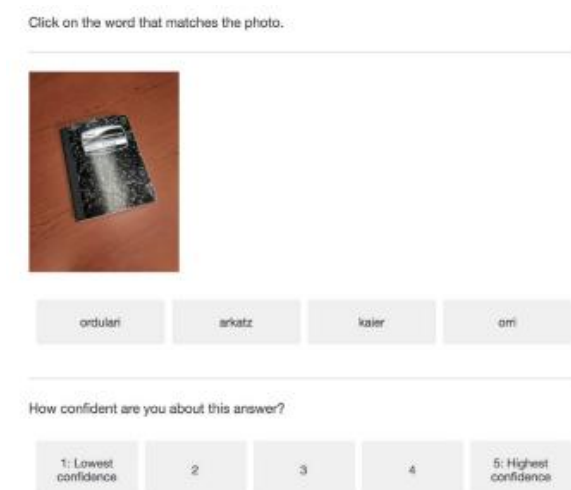 Click on the word that matches the photo.
ordulari arkatz kaier orri
How confident are you about this answer?
1: Lowest confidence 2 3 4 5: Highest confidence